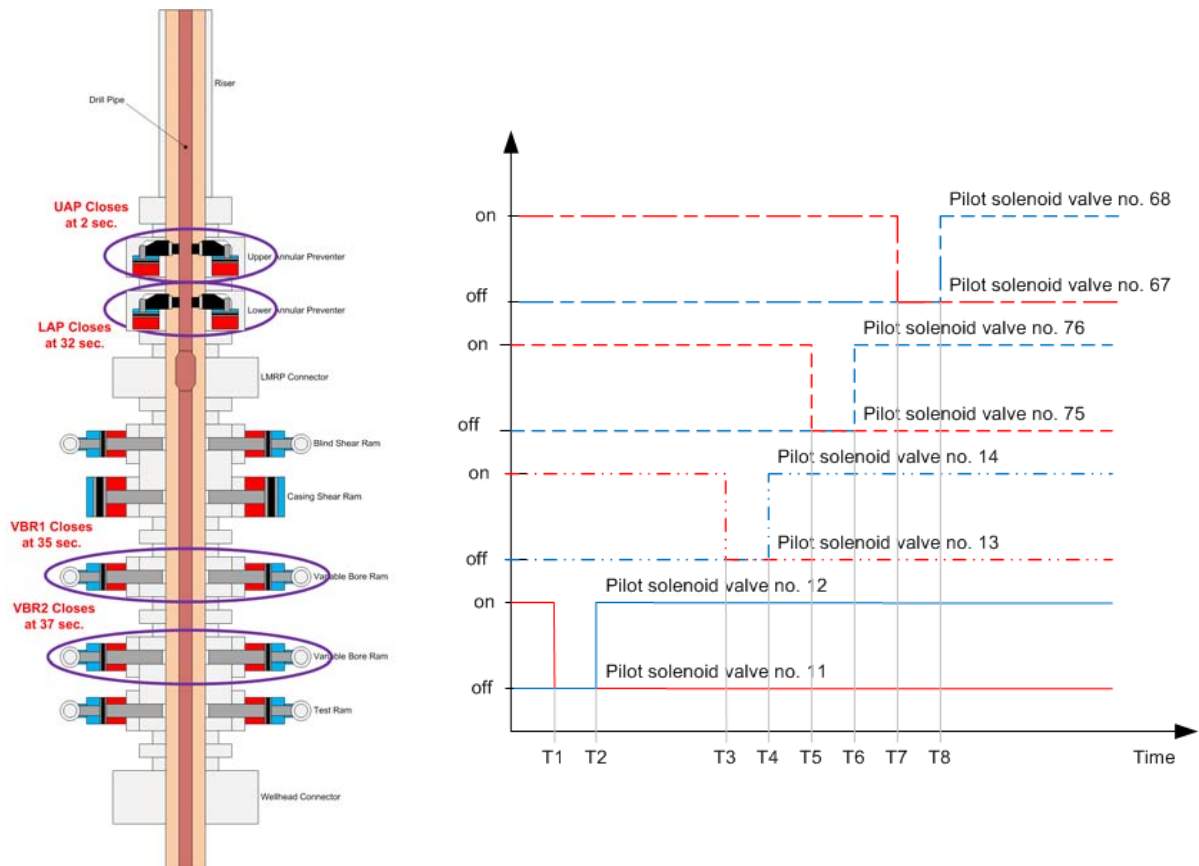 Riser
Drill Pipe
UAP Closes
at 2 sec.
Upper Annular Preventer
Lower Annular Preventer
LAP Closes
at 32 sec.
LMRP Connector
Blind Shear Ram
Casing Shear Ram
VBR1 Closes
at 35 sec.
Variable Bore Ram
VBR2 Closes
at 37 sec.
Variable Bore Ram
Test Ram
Wellhead Connector
Pilot solenoid valve no. 68
on
Pilot solenoid valve no. 67
off
Pilot solenoid valve no. 76
on
Pilot solenoid valve no. 75
off
Pilot solenoid valve no. 14
on
Pilot solenoid valve no. 13
off
Pilot solenoid valve no. 12
on
Pilot solenoid valve no. 11
off
T1 T2 T3 T4 T5 T6 T7 T8 Time